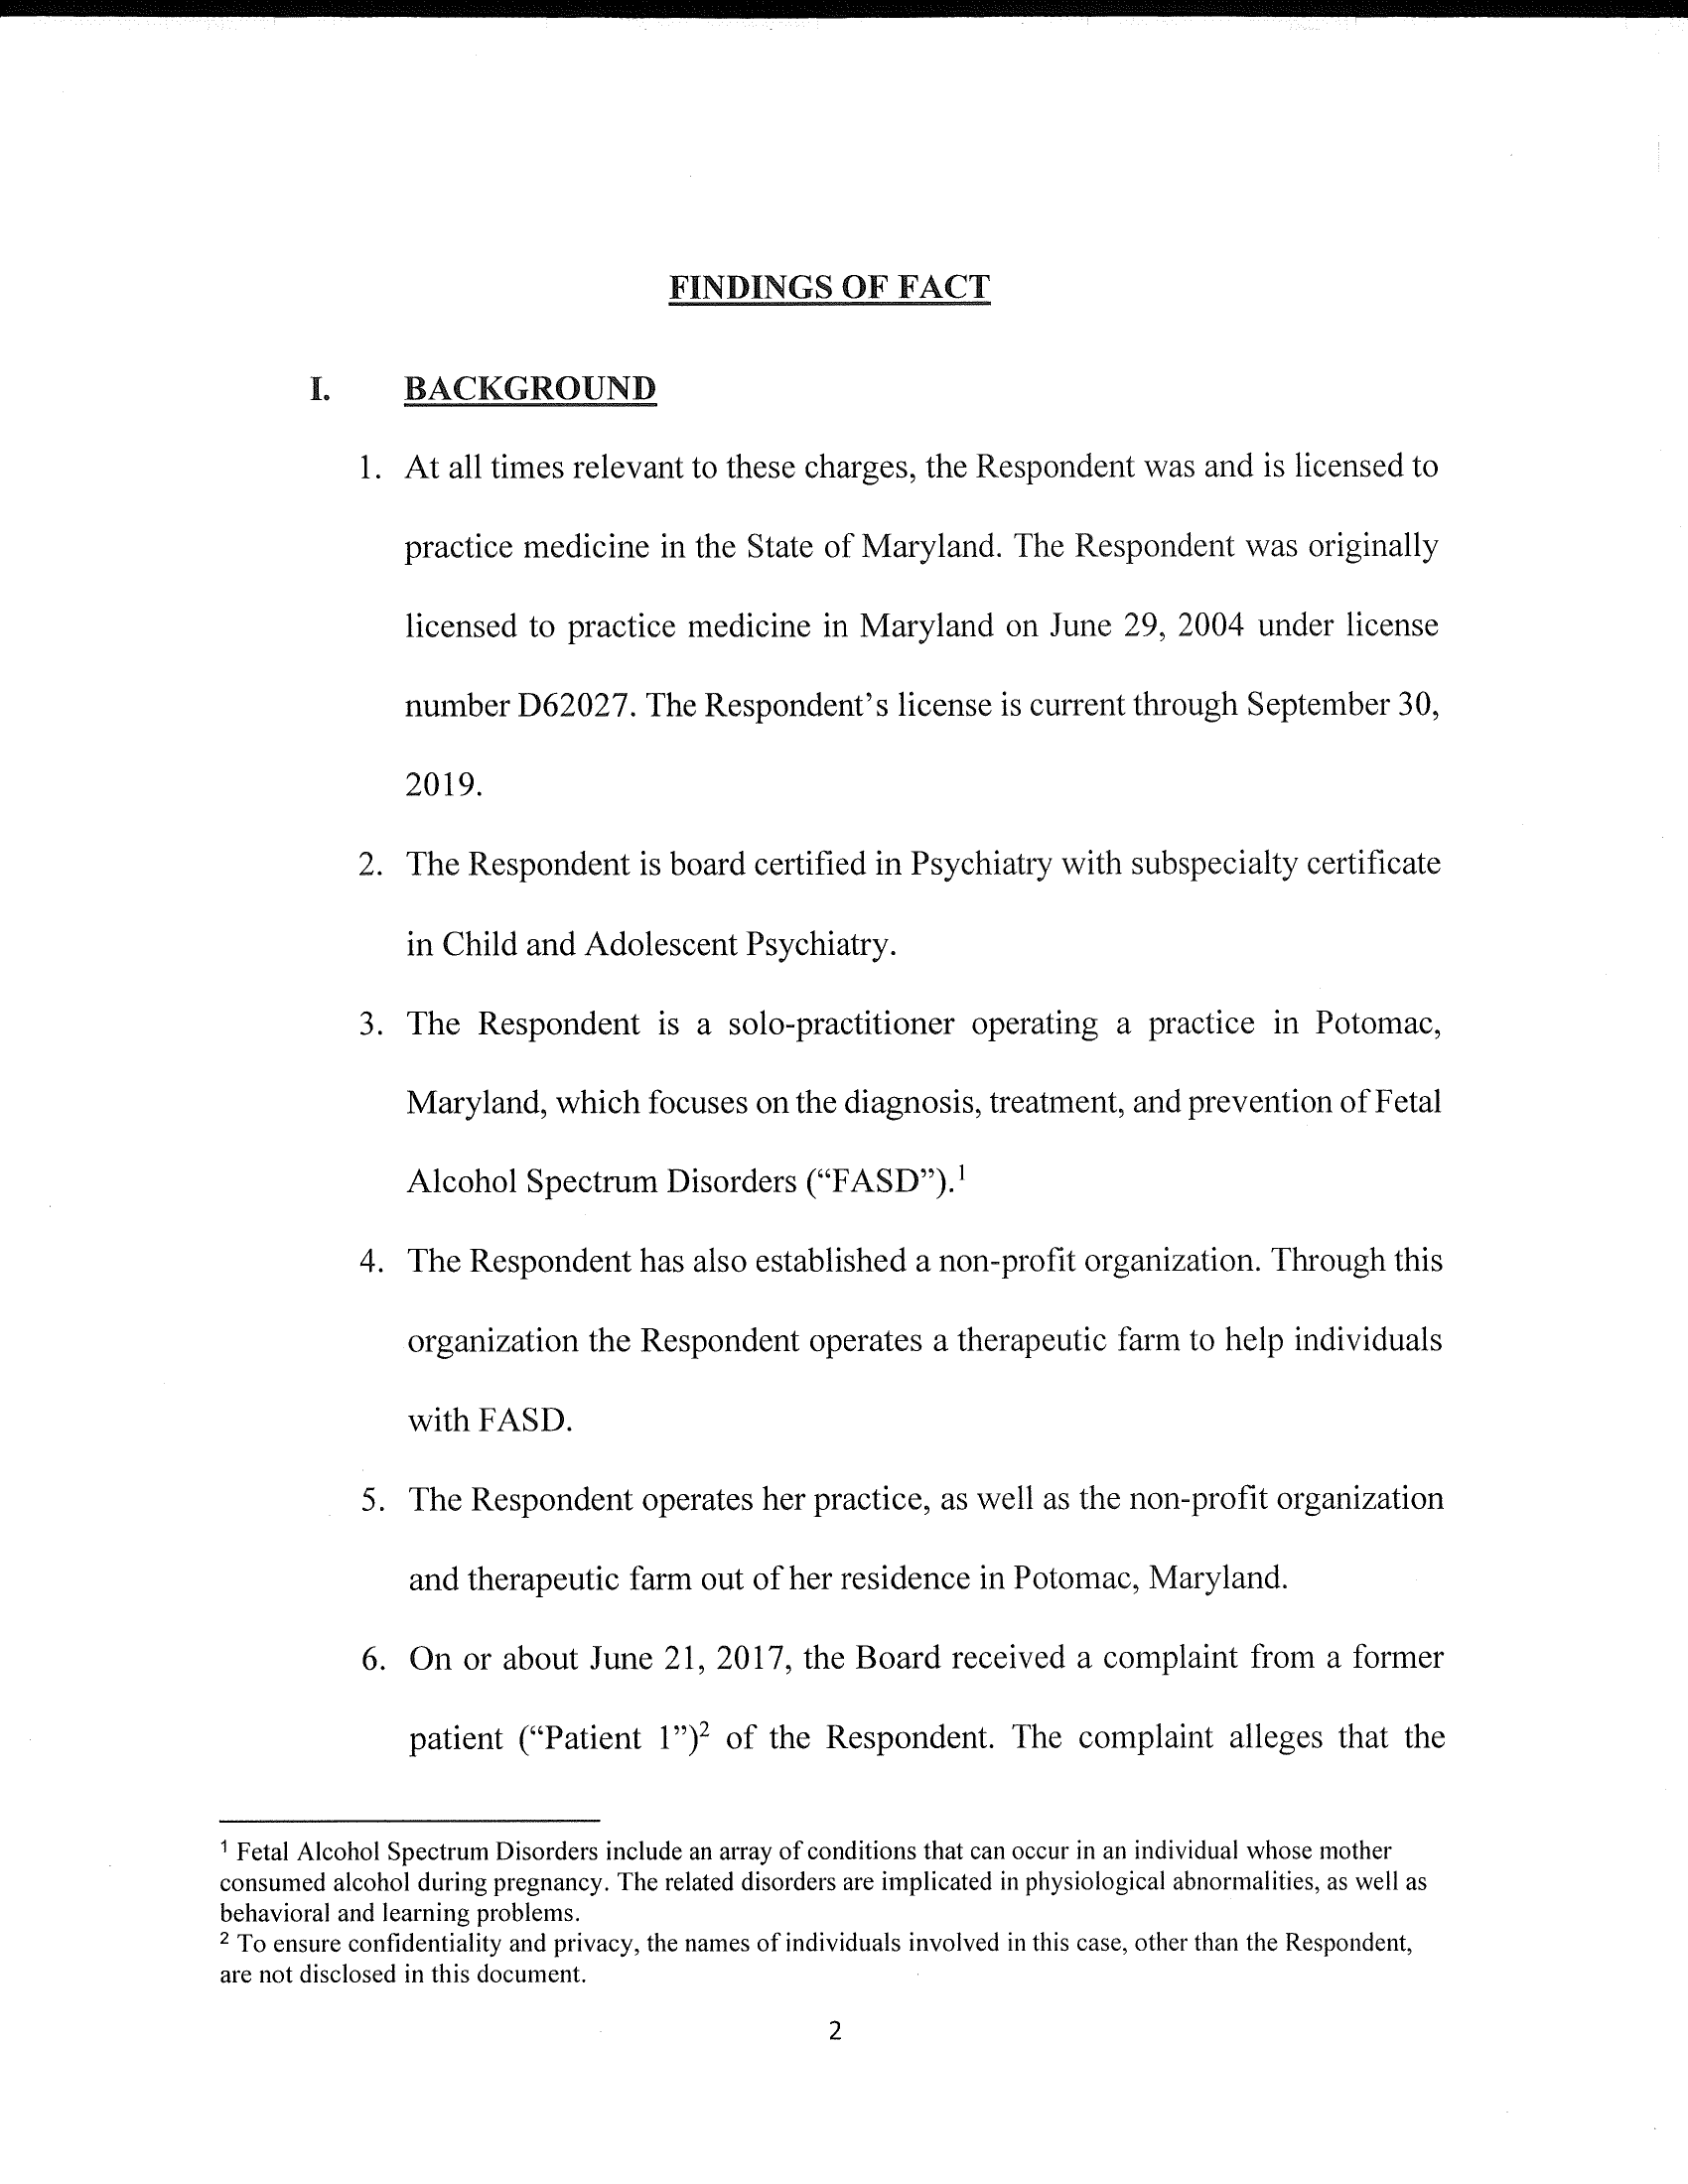 FINDINGS OF FACT
I. BACKGROUND
1. At all times relevant to these charges, the Respondent was and is licensed to
practice medicine in the State of Maryland. The Respondent was originally
licensed to practice medicine in Maryland on June 29, 2004 under license
number D62027. The Respondent's license is current through September 30,
2019.
2. The Respondent is board certified in Psychiatry with subspecialty certificate
in Child and Adolescent Psychiatry.
3. The Respondent is a solo-practitioner operating a practice in Potomac,
Maryland, which focuses on the diagnosis, treatment, and prevention of Fetal
Alcohol Spectrum Disorders (“FASD”).¹
4. The Respondent has also established a non-profit organization. Through this
organization the Respondent operates a therapeutic farm to help individuals
with FASD.
5. The Respondent operates her practice, as well as the non-profit organization
and therapeutic farm out of her residence in Potomac, Maryland.
6. On or about June 21, 2017, the Board received a complaint from a former
patient (“Patient 1”)² of the Respondent. The complaint alleges that the
¹ Fetal Alcohol Spectrum Disorders include an array of conditions that can occur in an individual whose mother
consumed alcohol during pregnancy. The related disorders are implicated in physiological abnormalities, as well as
behavioral and learning problems.
² To ensure confidentiality and privacy, the names of individuals involved in this case, other than the Respondent,
are not disclosed in this document.
2